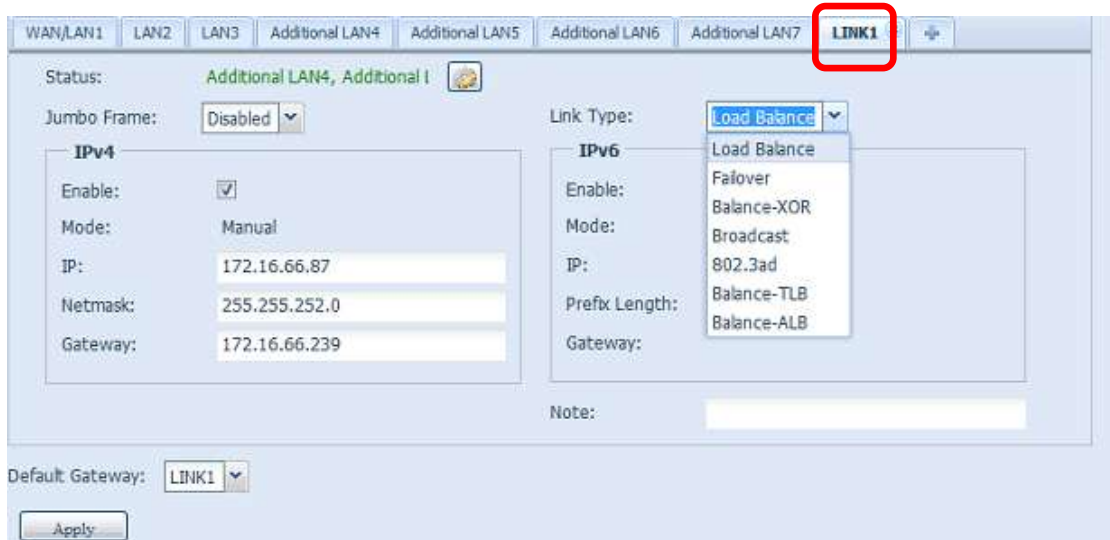 WAN/LAN1 LAN2 LAN3 Additional LAN4 Additional LAN5 Additional LAN6 Additional LAN7 LINK1
Status: Additional LAN4, Additional L
Jumbo Frame: Disabled Link Type: Load Balance
IPv4 IPv6 Load Balance
Enable: Enable: Failover
Mode: Manual Mode: Balance-XOR
Broadcast
IP: 172.16.66.87 IP: 802.3ad
Netmask: 255.255.252.0 Prefix Length: Balance-TLB
Balance-ALB
Gateway: 172.16.66.239 Gateway:
Note:
Default Gateway: LINK1
Apply